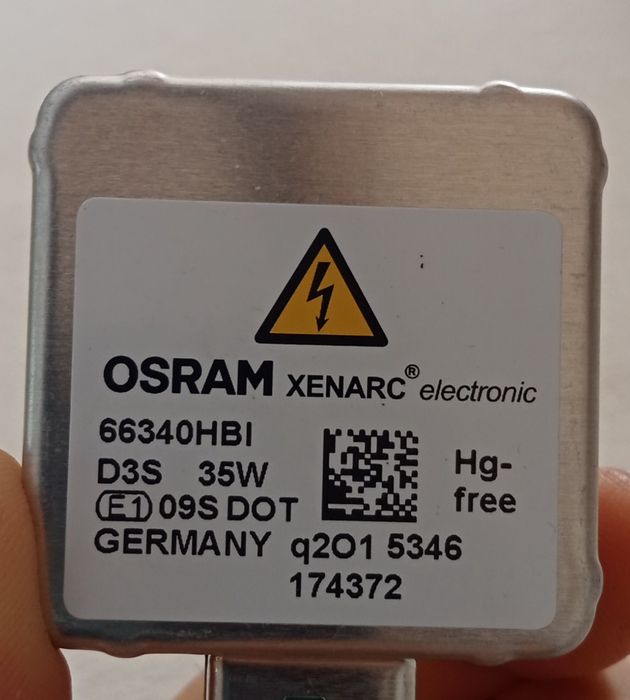 OSRAM XENARC® electronic
66340HBI
D3S 35W
E1 09S DOT
Hg-
free
GERMANY q2O1 5346
174372